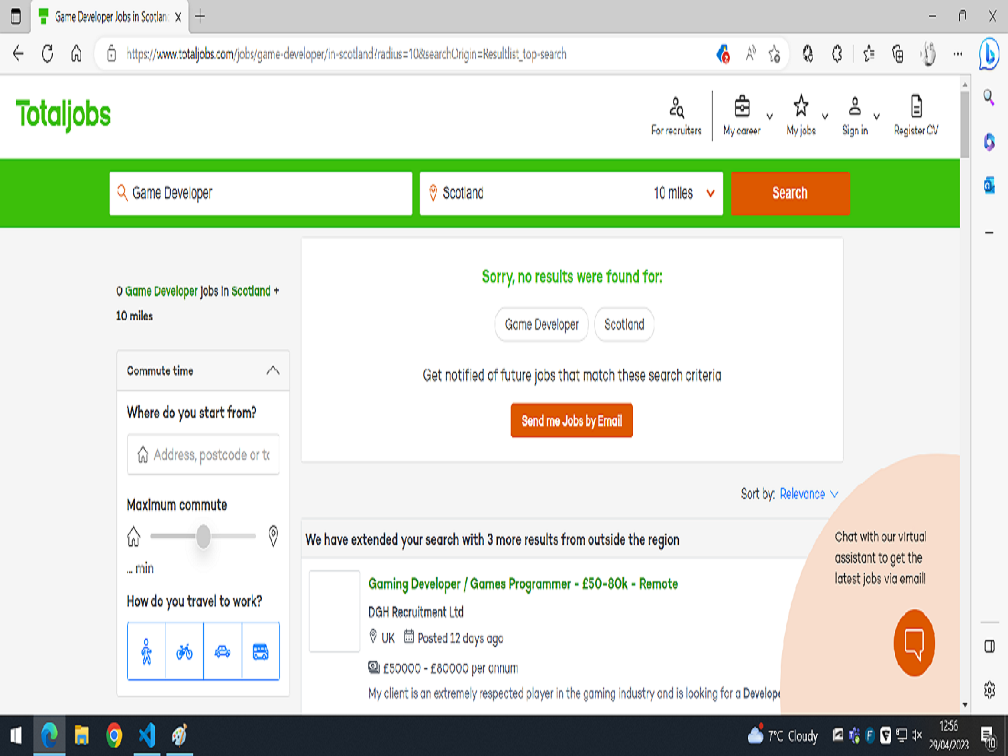 Game Developer Jobs in Scotlan
https://www.totaljobs.com/jobs/game-developer/in-scotland?radius=10&searchOrigin=Resultlist_top-search
Totaljobs
For recruiters
My career
My jobs
Sign in
Register CV
Game Developer
Scotland
10 miles
Search
0 Game Developer jobs in Scotland +
10 miles
Commute time
Where do you start from?
Address, postcode or tc
Maximum commute
... min
How do you travel to work?
Sorry, no results were found for:
Game Developer
Scotland
Get notified of future jobs that match these search criteria
Send me Jobs by Email
Sort by: Relevance
We have extended your search with 3 more results from outside the region
Gaming Developer / Games Programmer - £50-80k - Remote
DGH Recruitment Ltd
UK
Posted 12 days ago
£50000 - £80000 per annum
My client is an extremely respected player in the gaming industry and is looking for a Develope
Chat with our virtual
assistant to get the
latest jobs via email!
7°C Cloudy
12:56
29/04/2023